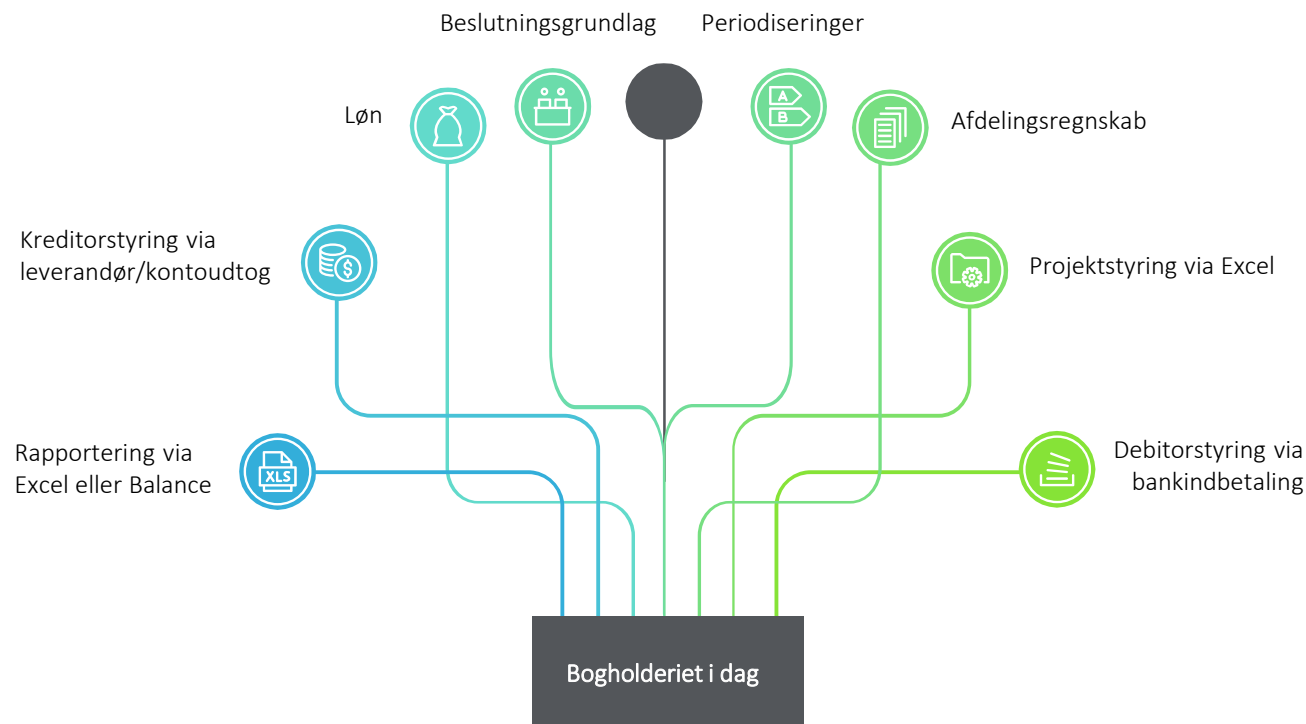 Beslutningsgrundlag
Periodiseringer
Løn
A
B
Afdelingsregnskab
Kreditorstyring via
leverandør/kontoudtog
$
Projektstyring via Excel
Rapportering via
Excel eller Balance
XLS
Debitorstyring via
bankindbetaling
Bogholderiet i dag